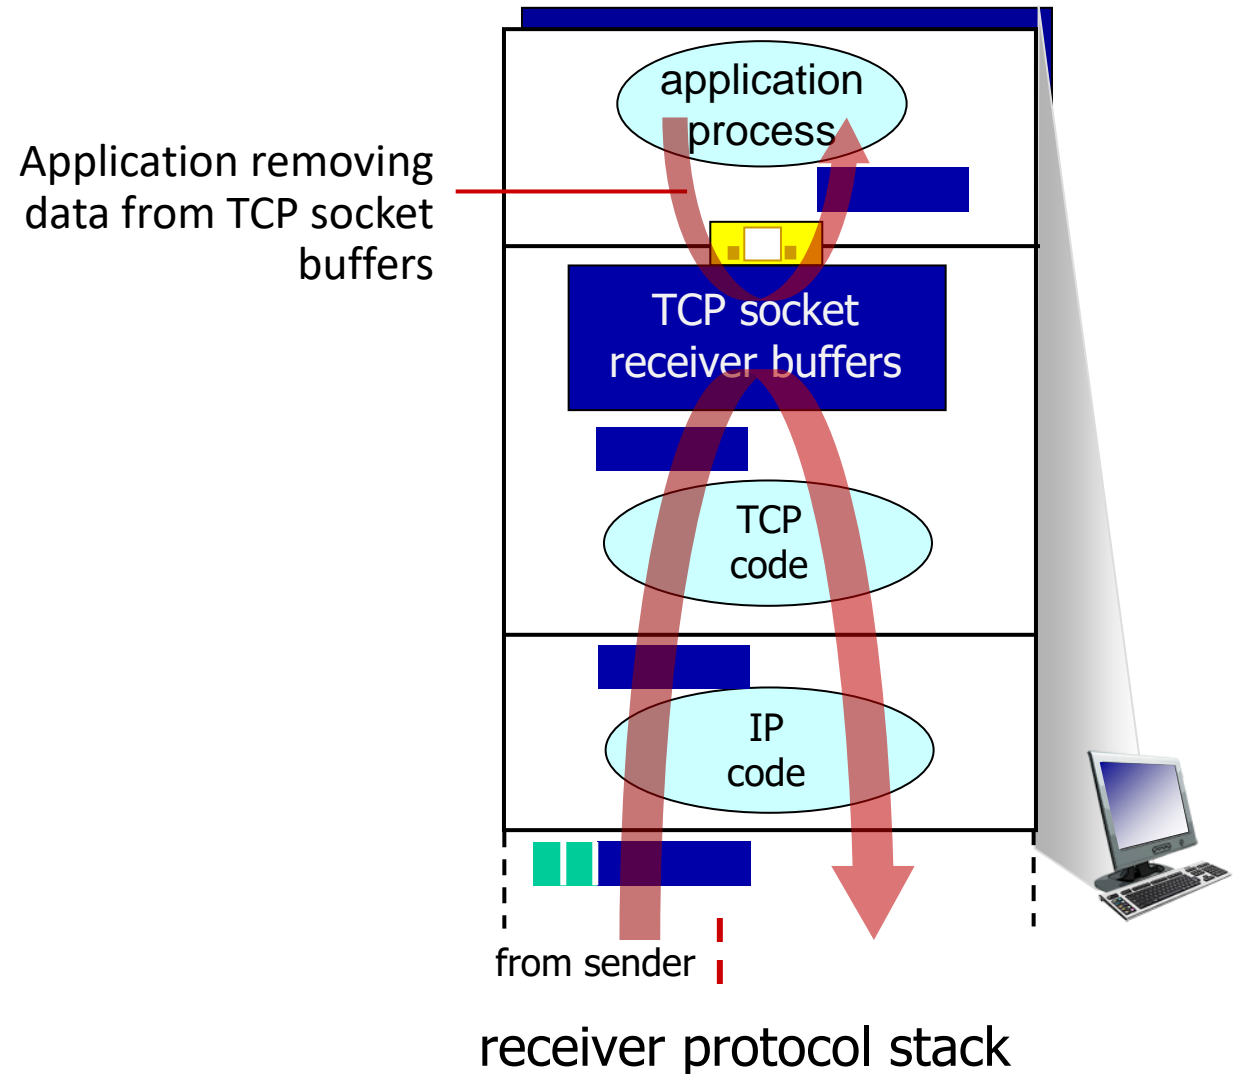 application
process
Application removing
data from TCP socket
buffers
TCP socket
receiver buffers
TCP
code
IP
code
from sender
receiver protocol stack